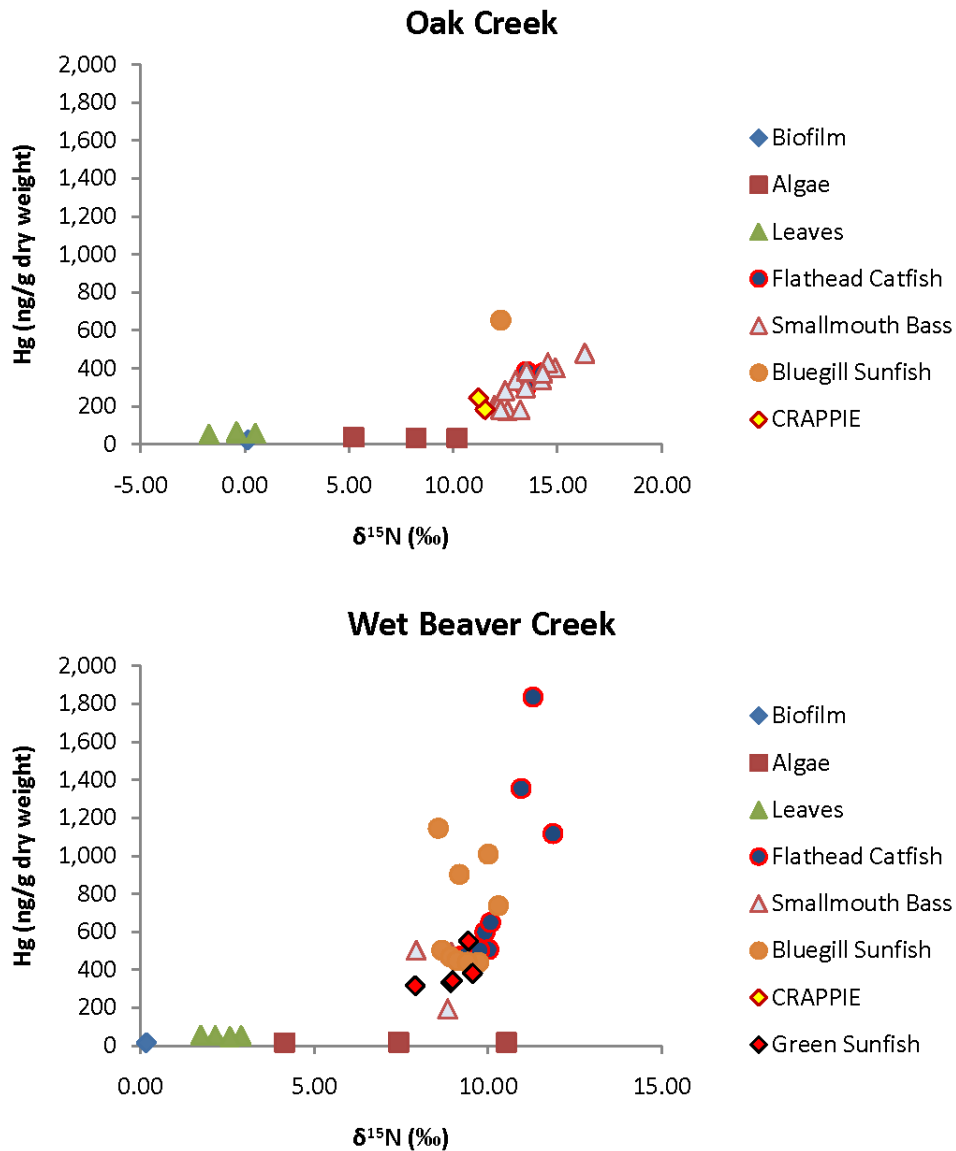 Oak Creek
2,000
1,800
1,600
1,400
1,200
1,000
800
600
400
200
0
Hg (ng/g dry weight)
-5.00 0.00 5.00 10.00 15.00 20.00
δ¹⁵N (‰)
Biofilm
Algae
Leaves
Flathead Catfish
Smallmouth Bass
Bluegill Sunfish
CRAPPIE
Wet Beaver Creek
2,000
1,800
1,600
1,400
1,200
1,000
800
600
400
200
0
Hg (ng/g dry weight)
0.00 5.00 10.00 15.00
δ¹⁵N (‰)
Biofilm
Algae
Leaves
Flathead Catfish
Smallmouth Bass
Bluegill Sunfish
CRAPPIE
Green Sunfish